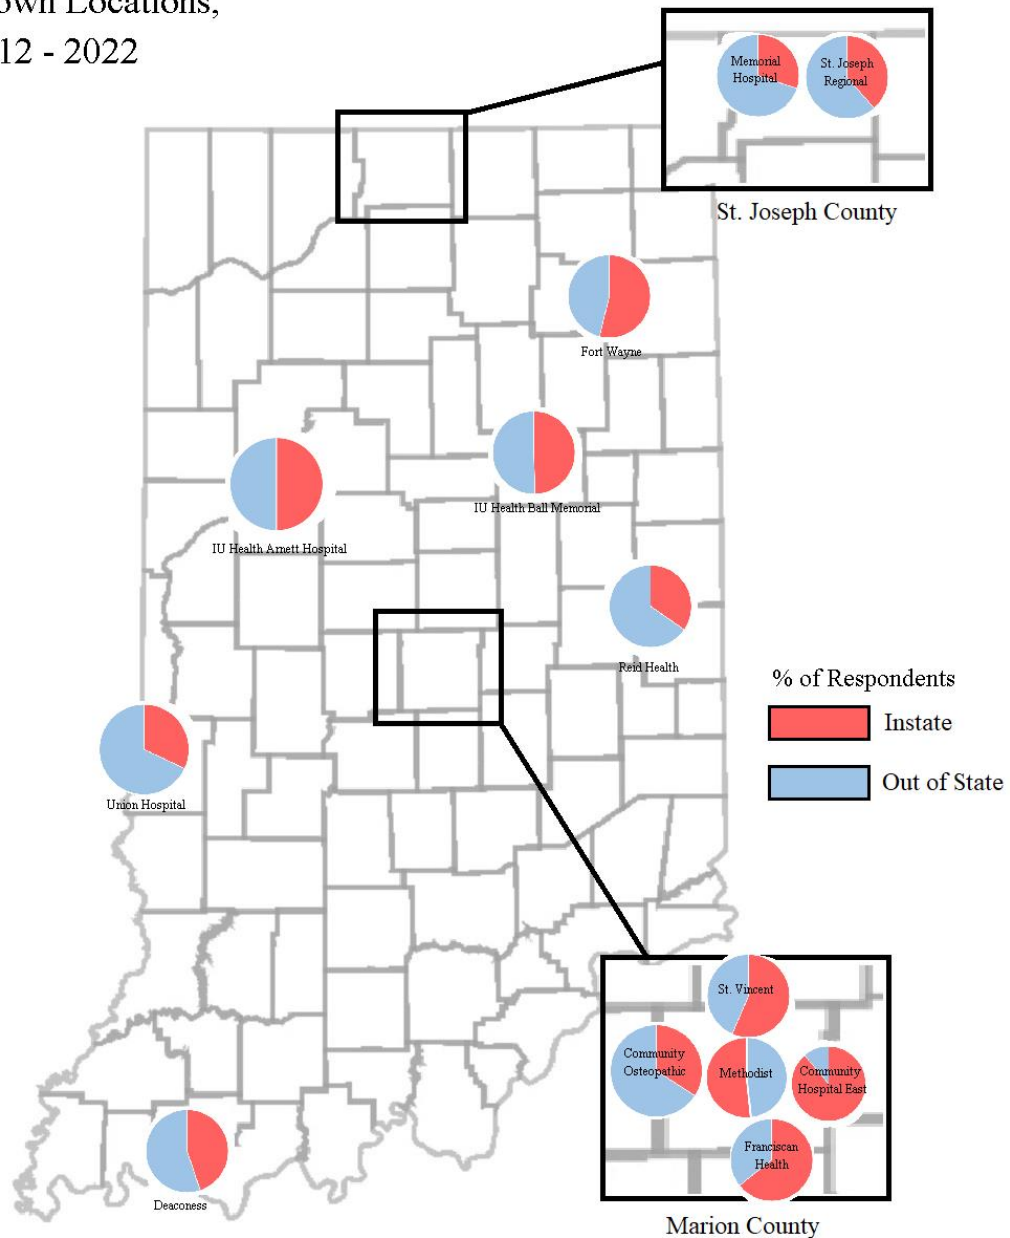 own Locations,
12 - 2022
Memorial
Hospital
St. Joseph
Regional
St. Joseph County
Fort Wayne
IU Health Ball Memorial
IU Health Arnett Hospital
Reid Health
% of Respondents
Instate
Out of State
Union Hospital
St. Vincent
Community
Osteopathic
Methodist
Community
Hospital East
Franciscan
Health
Deaconess
Marion County